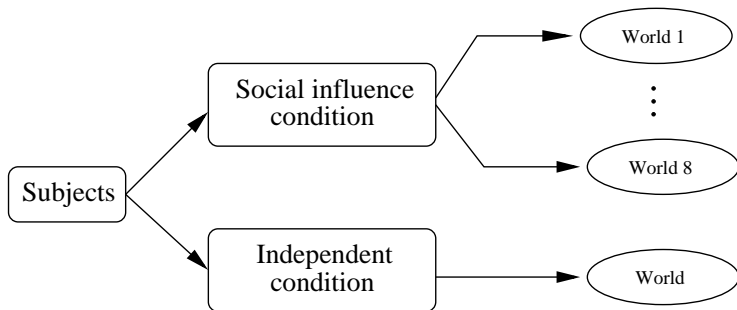 World 1
Social influence
condition
World 8
Subjects
Independent
condition
World